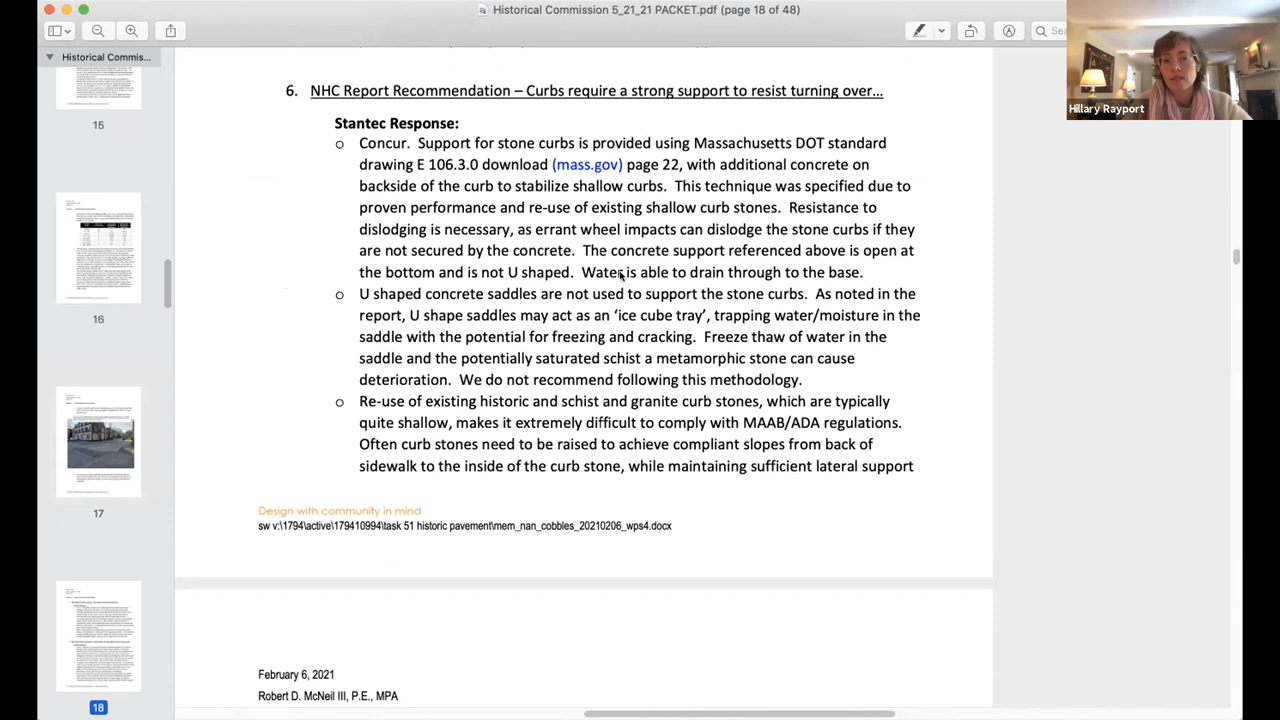 Historical Commission 5_21_21 PACKET.pdf (page 18 of 48)
Historical Commis...
15
16
17
18
Hillary Rayport
6. NHC Report Recommendation – Curbs require a strong support to resist turning over...
Stantec Response:
o Concur. Support for stone curbs is provided using Massachusetts DOT standard
drawing E 106.3.0 download (mass.gov) page 22, with additional concrete on
backside of the curb to stabilize shallow curbs. This technique was specified due to
proven performance and re-use of existing shallow curb stones. Resistance to
dislodging is necessary, as errant wheel impacts can dislodge the stone curbs if they
are not secured by the concrete. The concrete support referenced above is open at
the bottom and is not U shaped. Water is able to drain through to the base.
o U shaped concrete saddles are not used to support the stone curbs. As noted in the
report, U shape saddles may act as an ‘ice cube tray’, trapping water/moisture in the
saddle with the potential for freezing and cracking. Freeze thaw of water in the
saddle and the potentially saturated schist a metamorphic stone can cause
deterioration. We do not recommend following this methodology.
o Re-use of existing historic and schist and granite curb stones, which are typically
quite shallow, makes it extremely difficult to comply with MAAB/ADA regulations.
Often curb stones need to be raised to achieve compliant slopes from back of
sidewalk to the inside of the curb stone, while maintaining sufficient lateral support
Design with community in mind
sw v:\1794\active\179410994\task 51 historic pavement\mem_nan_cobbles_20210206_wps4.docx
February 6, 2021
Robert D. McNeil III, P.E., MPA